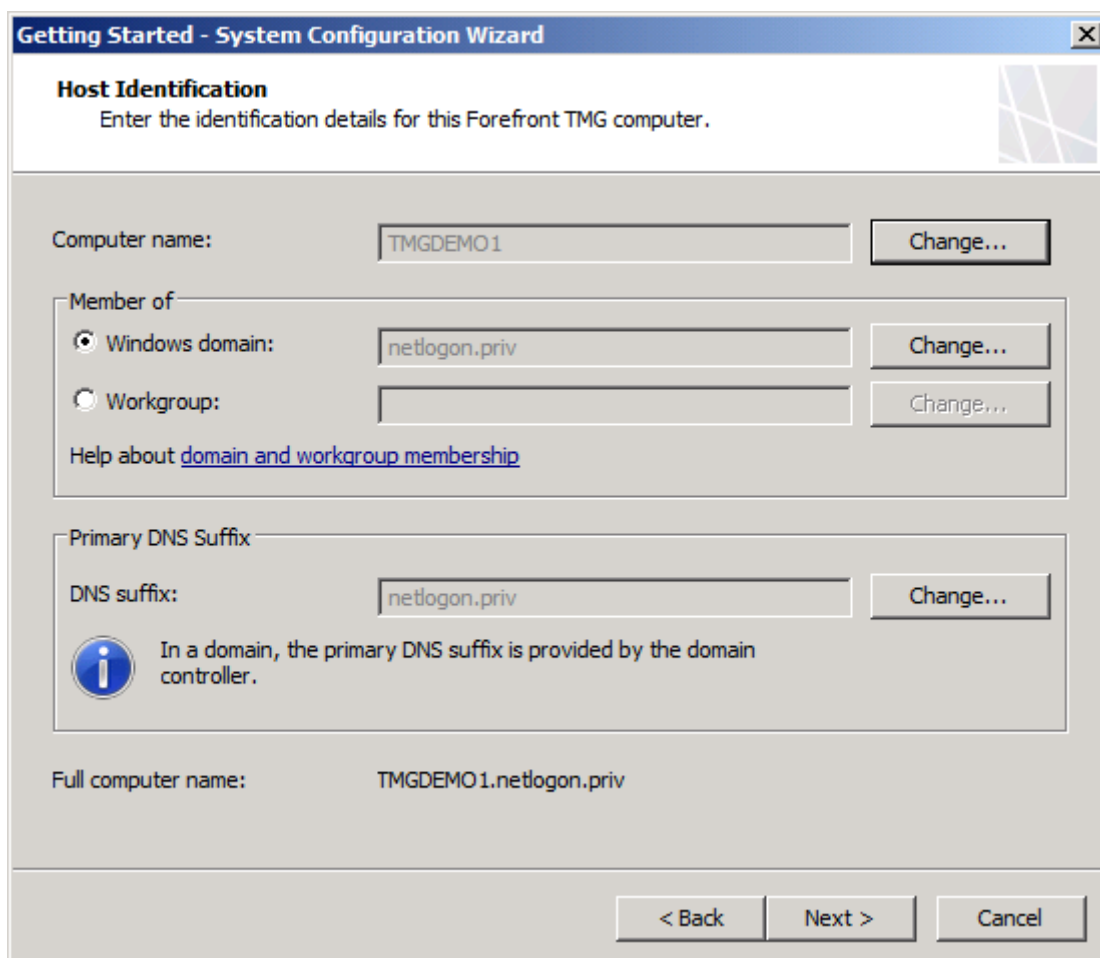 Getting Started - System Configuration Wizard
Host Identification
Enter the identification details for this Forefront TMG computer.
Computer name: TMGDEMO1 Change...
Member of
Windows domain: netlogon.priv Change...
Workgroup: Change...
Help about domain and workgroup membership
Primary DNS Suffix
DNS suffix: netlogon.priv Change...
In a domain, the primary DNS suffix is provided by the domain
controller.
Full computer name: TMGDEMO1.netlogon.priv
< Back Next > Cancel